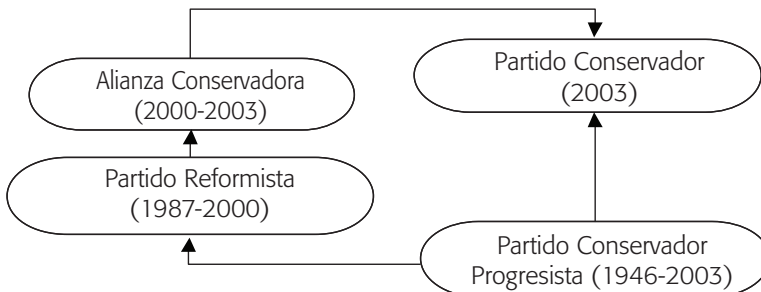 Alianza Conservadora
(2000-2003)
Partido Conservador
(2003)
Partido Reformista
(1987-2000)
Partido Conservador
Progresista (1946-2003)